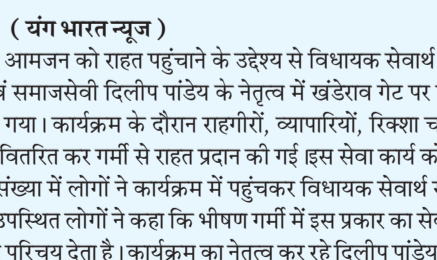 ( यंग भारत न्यूज )
आमजन को राहत पहुंचाने के उद्देश्य से विधायक सेवार्थ
समाजसेवी दिलीप पांडेय के नेतृत्व में खंडेराव गेट पर
गया। कार्यक्रम के दौरान राहगीरों, व्यापारियों, रिक्शा
वितरित कर गर्मी से राहत प्रदान की गई।इस सेवा कार्य
संख्या में लोगों ने कार्यक्रम में पहुंचकर विधायक सेवार्थ
उपस्थित लोगों ने कहा कि भीषण गर्मी में इस प्रकार का
परिचय देता है। कार्यक्रम का नेतृत्व कर रहे दिलीप पांडेय